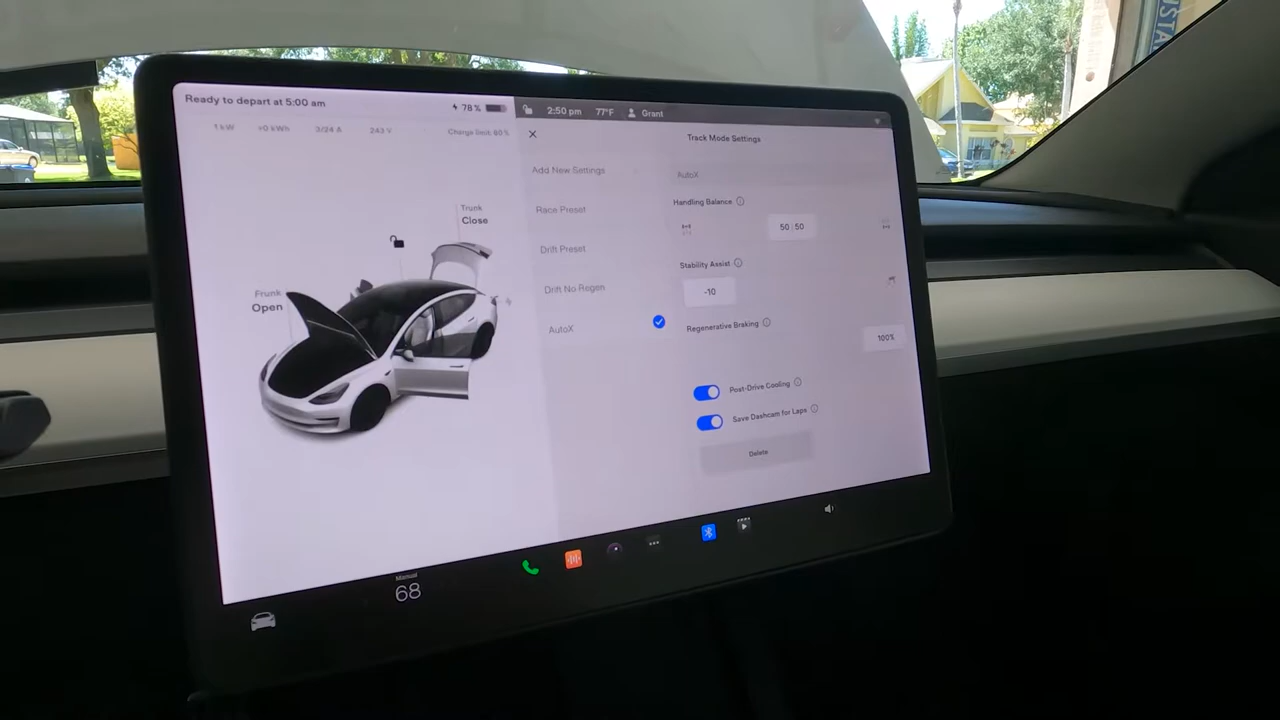 Ready to depart at 5:00 am
78%
1 kW +0 kWh 3/24 A 243 V Charge limit: 80%
Trunk
Close
Frunk
Open
2:50 pm 77°F Grant
Track Mode Settings
Add New Settings
Race Preset
Drift Preset
Drift No Regen
AutoX
AutoX
Handling Balance
50:50
Stability Assist
-10
Regenerative Braking
100%
Post-Drive Cooling
Save Dashcam for Laps
Delete
Manual
68